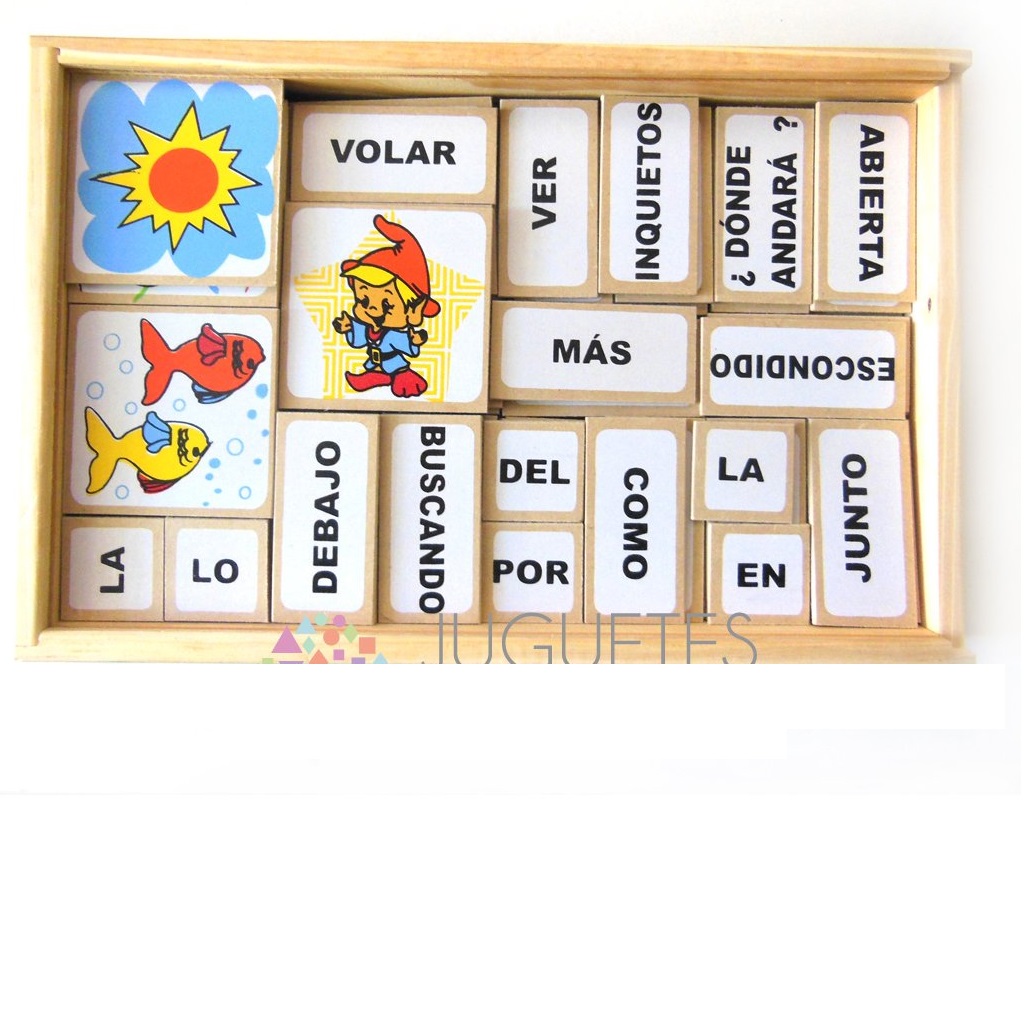 VOLAR
VER
INQUIETOS
¿ DÓNDE
ANDARÁ ?
ABIERTA
MÁS
ESCONDIDO
DEBAJO
BUSCANDO
DEL
COMO
LA
JUNTO
LA
LO
POR
EN
JUGUETES